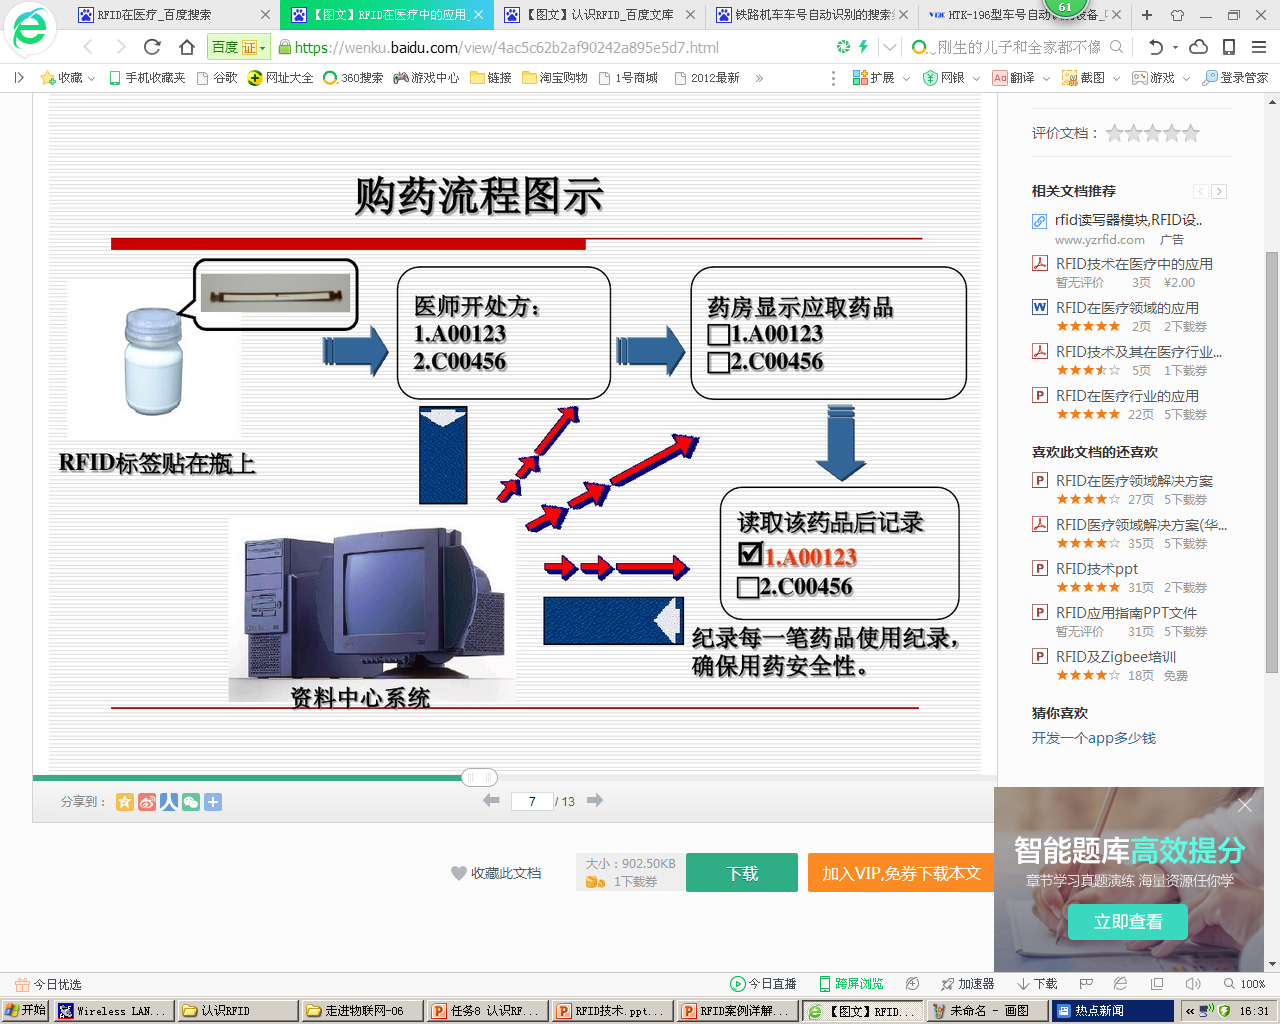 RFID在医疗_百度搜索
【图文】RFID在医疗中的应用_
【图文】认识RFID_百度文库
铁路机车车号自动识别的搜索
HTK-196型车号自动识别设备_
61
百度 证
https://wenku.baidu.com/view/4ac5c62b2af90242a895e5d7.html
刚生的儿子和全家都不像
收藏
手机收藏夹
谷歌
网址大全
360搜索
游戏中心
链接
淘宝购物
1号商城
2012最新
»
扩展
网银
Aa 翻译
截图
游戏
登录管家
购药流程图示
医师开处方:
1.A00123
2.C00456
药房显示应取药品
1.A00123
2.C00456
RFID标签贴在瓶上
读取该药品后记录
1.A00123
2.C00456
纪录每一笔药品使用纪录,
确保用药安全性。
资料中心系统
分享到：
7 / 13
收藏此文档
大小：902.50KB
1下载券
下载
加入VIP,免券下载本文
评价文档：
相关文档推荐
rfid读写器模块,RFID设..
www.yzrfid.com 广告
RFID技术在医疗中的应用
暂无评价 3页 ¥2.00
RFID在医疗领域的应用
2页 2下载券
RFID技术及其在医疗行业...
5页 1下载券
RFID在医疗行业的应用
22页 5下载券
喜欢此文档的还喜欢
RFID在医疗领域解决方案
27页 5下载券
RFID医疗领域解决方案(华...
35页 5下载券
RFID技术ppt
31页 2下载券
RFID应用指南PPT文件
暂无评价 31页 5下载券
RFID及Zigbee培训
18页 免费
猜你喜欢
开发一个app多少钱
智能题库高效提分
章节学习真题演练 海量资源任你学
立即查看
今日优选
今日直播
跨屏浏览
加速器
下载
100%
开始
Wireless LAN...
认识RFID
走进物联网-06
任务8 认识RF...
RFID技术.ppt...
RFID案例详解...
【图文】RFID...
未命名 - 画图
热点新闻
16:31